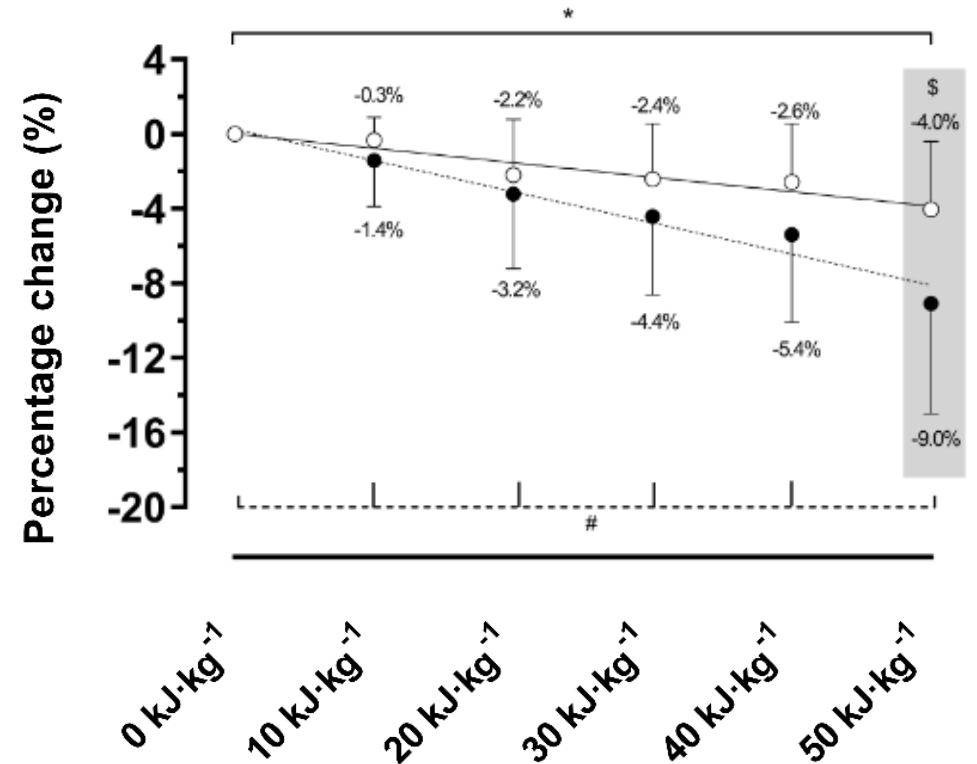 *
Percentage change (%)
4
0
-4
-8
-12
-16
-20
-0.3%
-2.2%
-2.4%
-2.6%
$
-4.0%
-1.4%
-3.2%
-4.4%
-5.4%
-9.0%
#
0 kJ·kg⁻¹
10 kJ·kg⁻¹
20 kJ·kg⁻¹
30 kJ·kg⁻¹
40 kJ·kg⁻¹
50 kJ·kg⁻¹